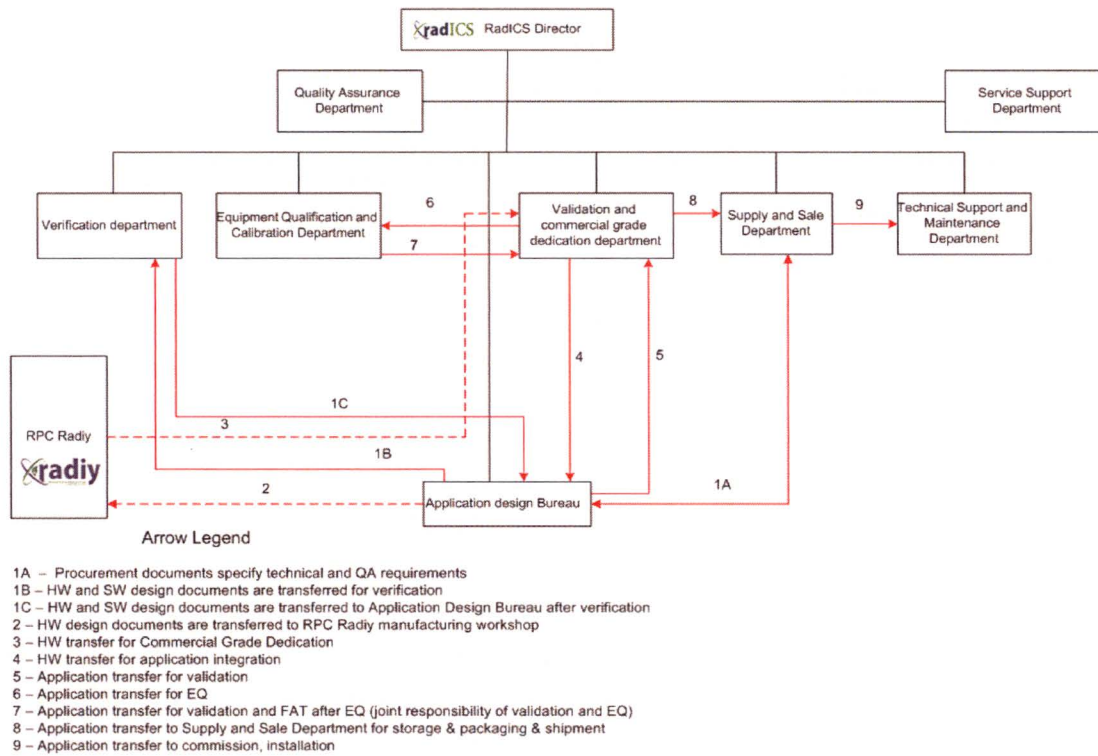 radICS RadICS Director
Quality Assurance
Department
Service Support
Department
Verification department
Equipment Qualification and
Calibration Department
6
7
Validation and
commercial grade
dedication department
8
Supply and Sale
Department
9
Technical Support and
Maintenance
Department
4
5
RPC Radiy
radiy
3
1C
1B
2
Application design Bureau
1A
Arrow Legend
1A – Procurement documents specify technical and QA requirements
1B – HW and SW design documents are transferred for verification
1C – HW and SW design documents are transferred to Application Design Bureau after verification
2 – HW design documents are transferred to RPC Radiy manufacturing workshop
3 – HW transfer for Commercial Grade Dedication
4 – HW transfer for application integration
5 – Application transfer for validation
6 – Application transfer for EQ
7 – Application transfer for validation and FAT after EQ (joint responsibility of validation and EQ)
8 – Application transfer to Supply and Sale Department for storage & packaging & shipment
9 – Application transfer to commission, installation